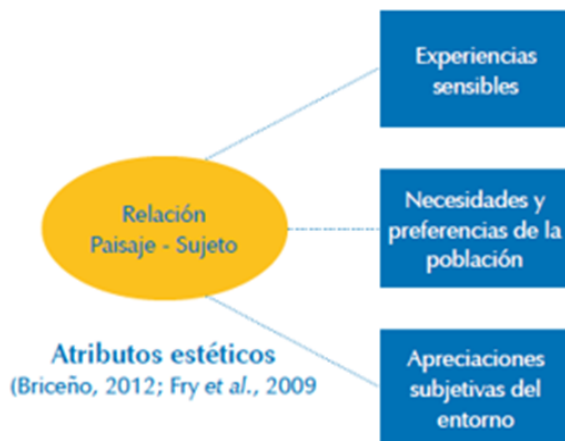 Experiencias
sensibles
Relación
Paisaje - Sujeto
Necesidades y
preferencias de la
población
Atributos estéticos
(Briceño, 2012; Fry et al., 2009
Apreciaciones
subjetivas del
entorno